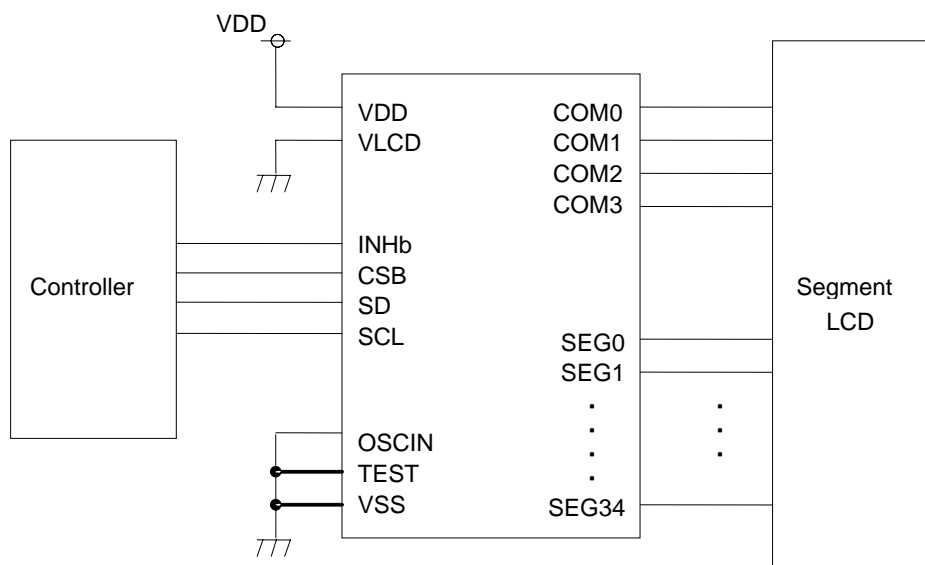 VDD
VDD
VLCD
INHb
CSB
SD
SCL
OSCIN
TEST
VSS
COM0
COM1
COM2
COM3
SEG0
SEG1
SEG34
Controller
Segment
LCD